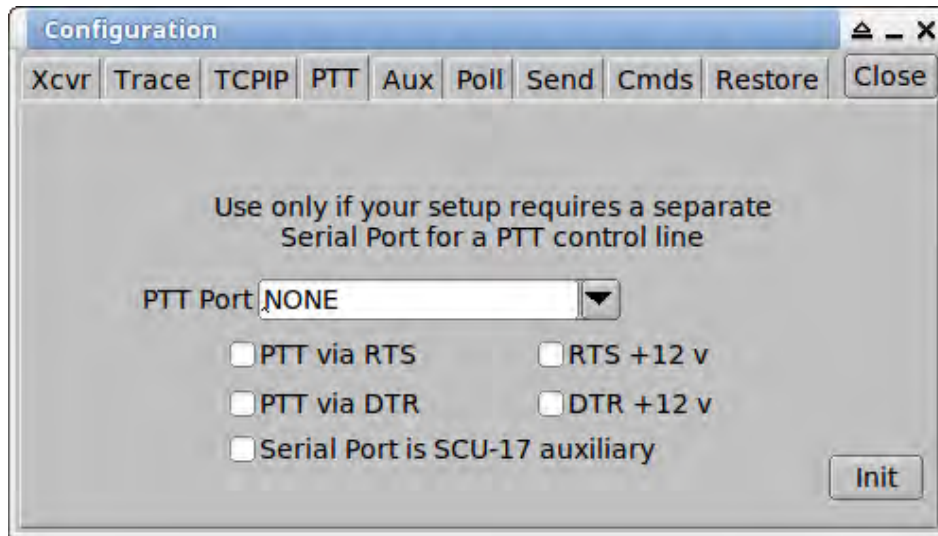 Configuration
Xcvr Trace TCPIP PTT Aux Poll Send Cmds Restore Close
Use only if your setup requires a separate
Serial Port for a PTT control line
PTT Port NONE
PTT via RTS RTS +12 v
PTT via DTR DTR +12 v
Serial Port is SCU-17 auxiliary
Init